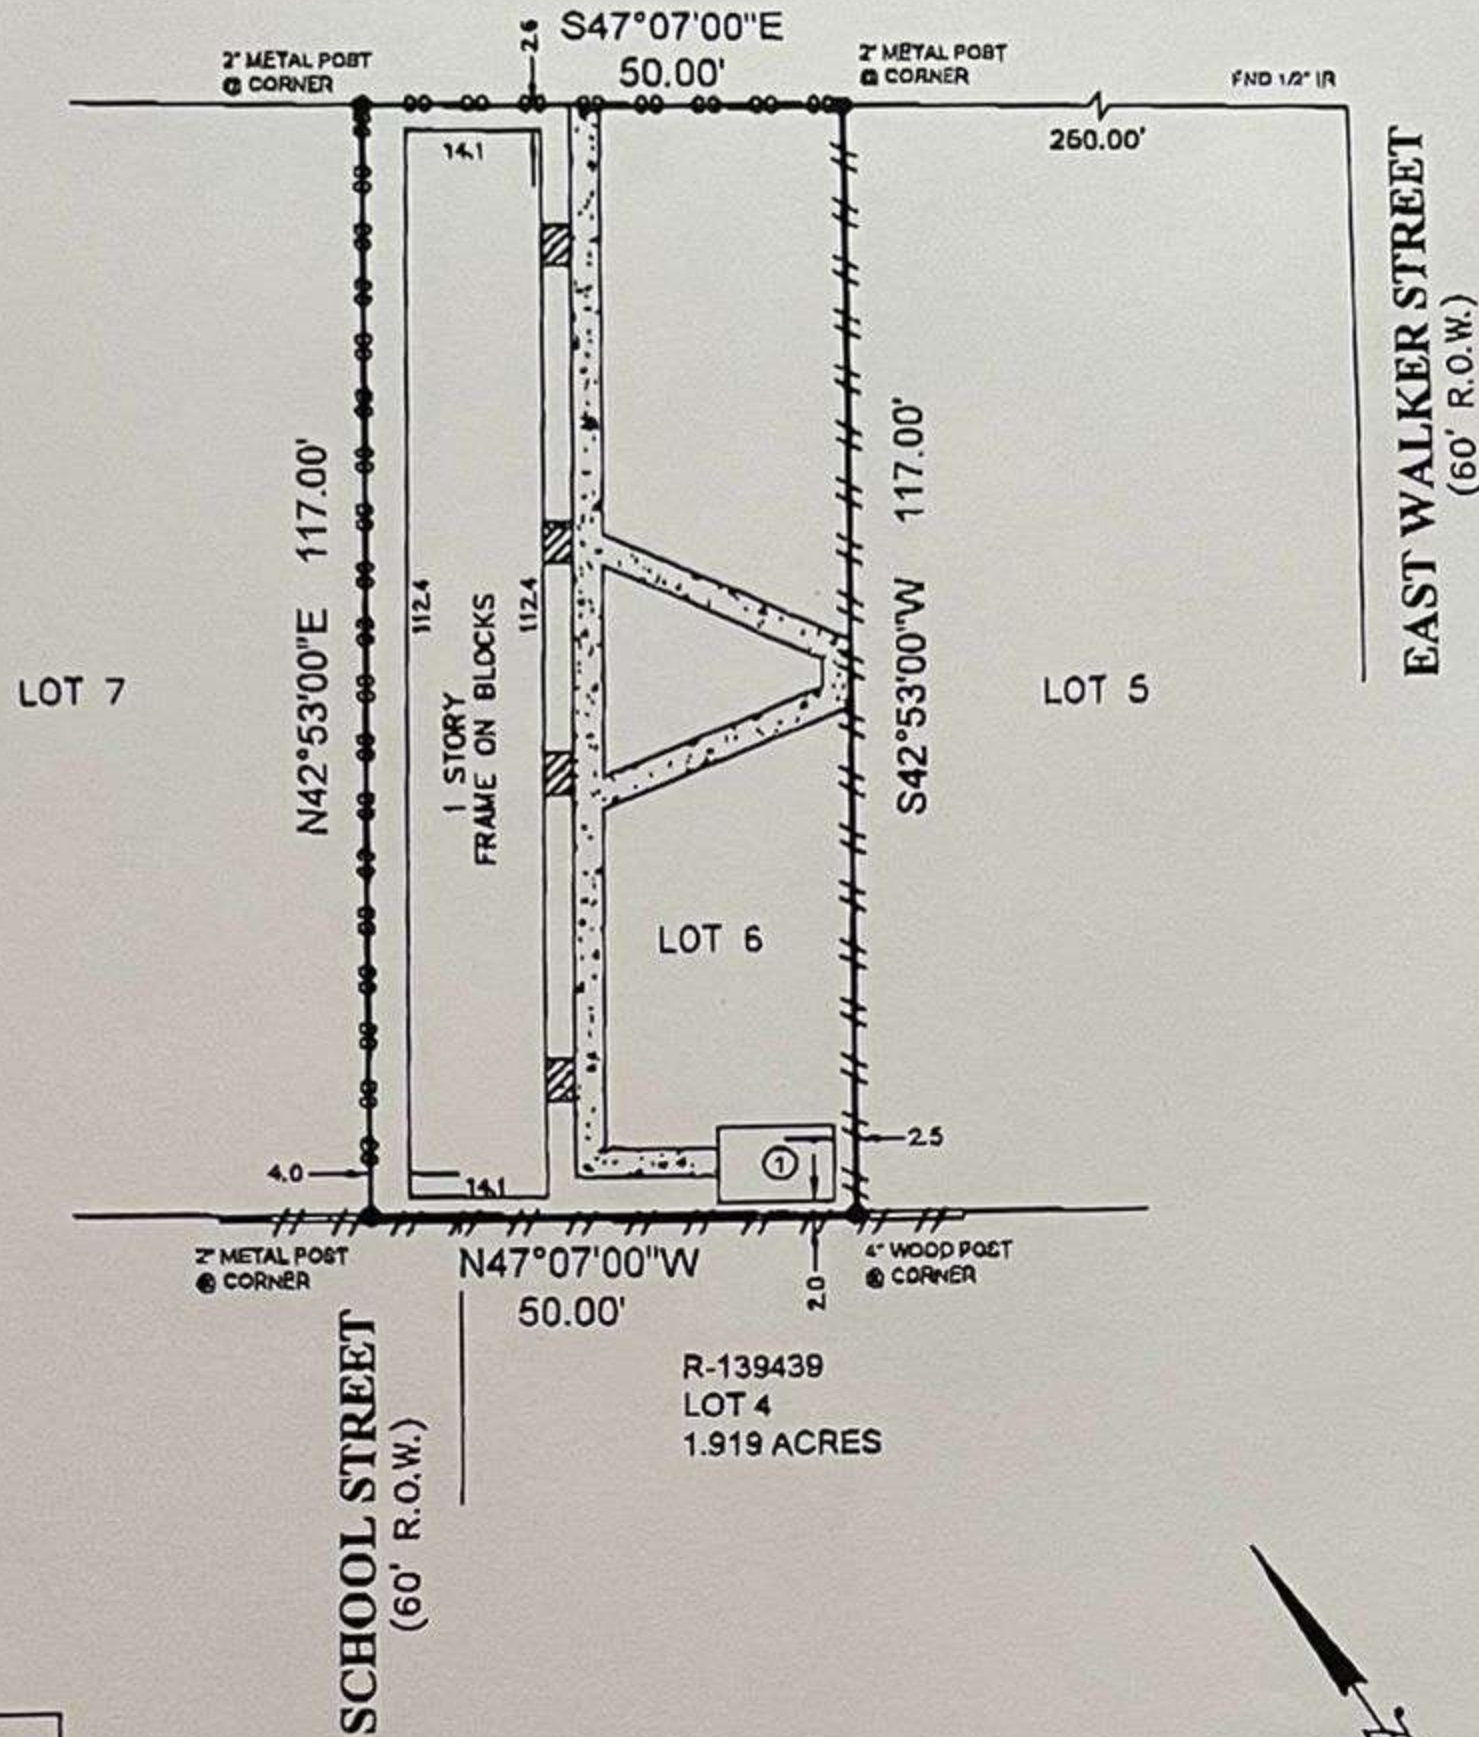 S47°07'00"E
50.00'
2.6
2" METAL POST
@ CORNER
2" METAL POST
@ CORNER
FND 1/2" IR
260.00'
EAST WALKER STREET
(60' R.O.W.)
14.1
N42°53'00"E 117.00'
112.4
1 STORY
FRAME ON BLOCKS
112.4
S42°53'00"W 117.00'
LOT 7
LOT 5
LOT 6
2.5
1
4.0
14.1
2" METAL POST
@ CORNER
N47°07'00"W
50.00'
2.0
4" WOOD POST
@ CORNER
SCHOOL STREET
(60' R.O.W.)
R-139439
LOT 4
1.919 ACRES